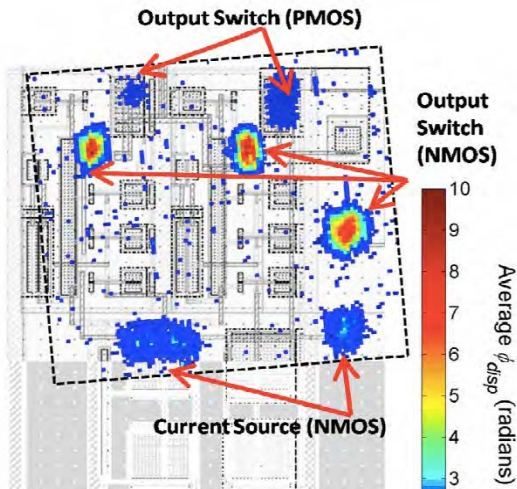 Output Switch (PMOS)
Output
Switch
(NMOS)
10
9
8
7
6
5
4
3
Average ϕdisp (radians)
Current Source (NMOS)